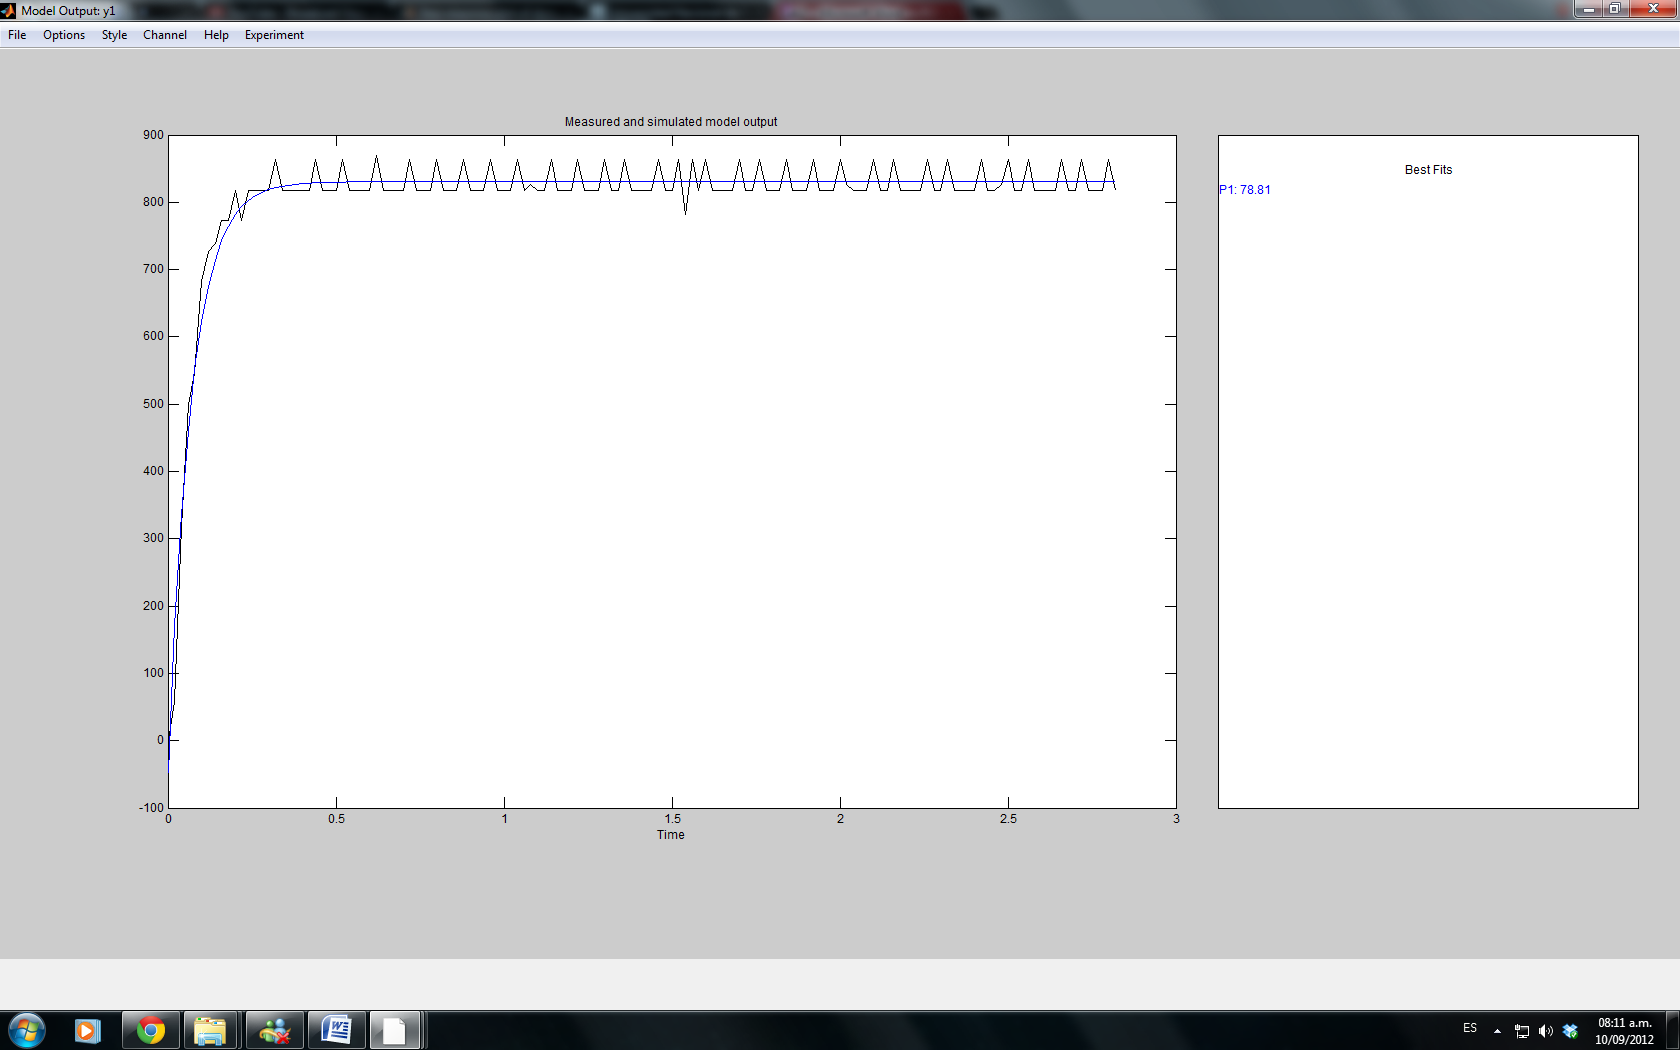 Model Output: y1
File Options Style Channel Help Experiment
Measured and simulated model output
900
800
700
600
500
400
300
200
100
0
-100
0 0.5 1 1.5 2 2.5 3
Time
Best Fits
P1: 78.81
ES
08:11 a.m.
10/09/2012